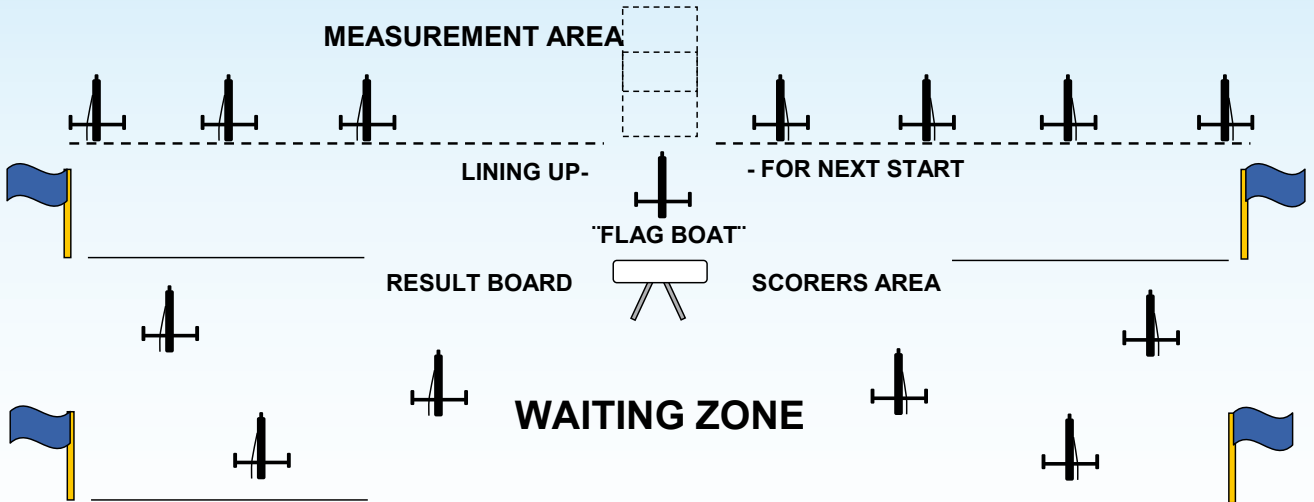 MEASUREMENT AREA
LINING UP-
- FOR NEXT START
¨FLAG BOAT¨
RESULT BOARD
SCORERS AREA
WAITING ZONE